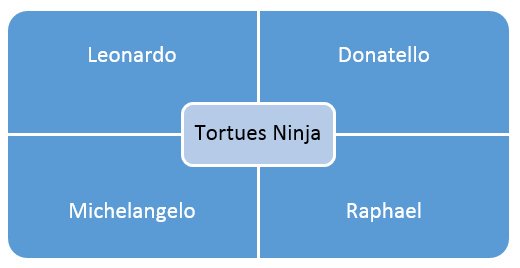 Leonardo
Donatello
Tortues Ninja
Michelangelo
Raphael